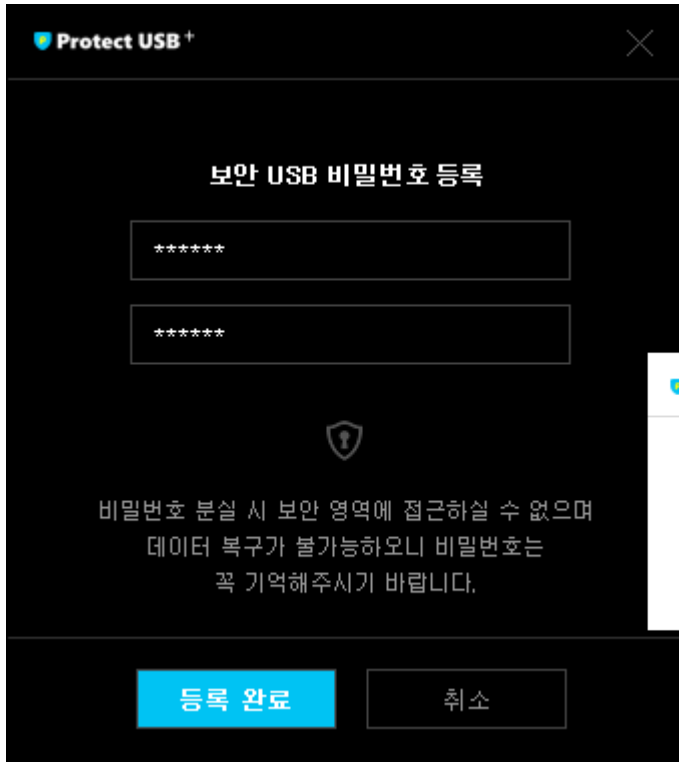 Protect USB+
보안 USB 비밀번호 등록
******
******
비밀번호 분실 시 보안 영역에 접근하실 수 없으며
데이터 복구가 불가능하오니 비밀번호는
꼭 기억해주시기 바랍니다.
등록 완료
취소